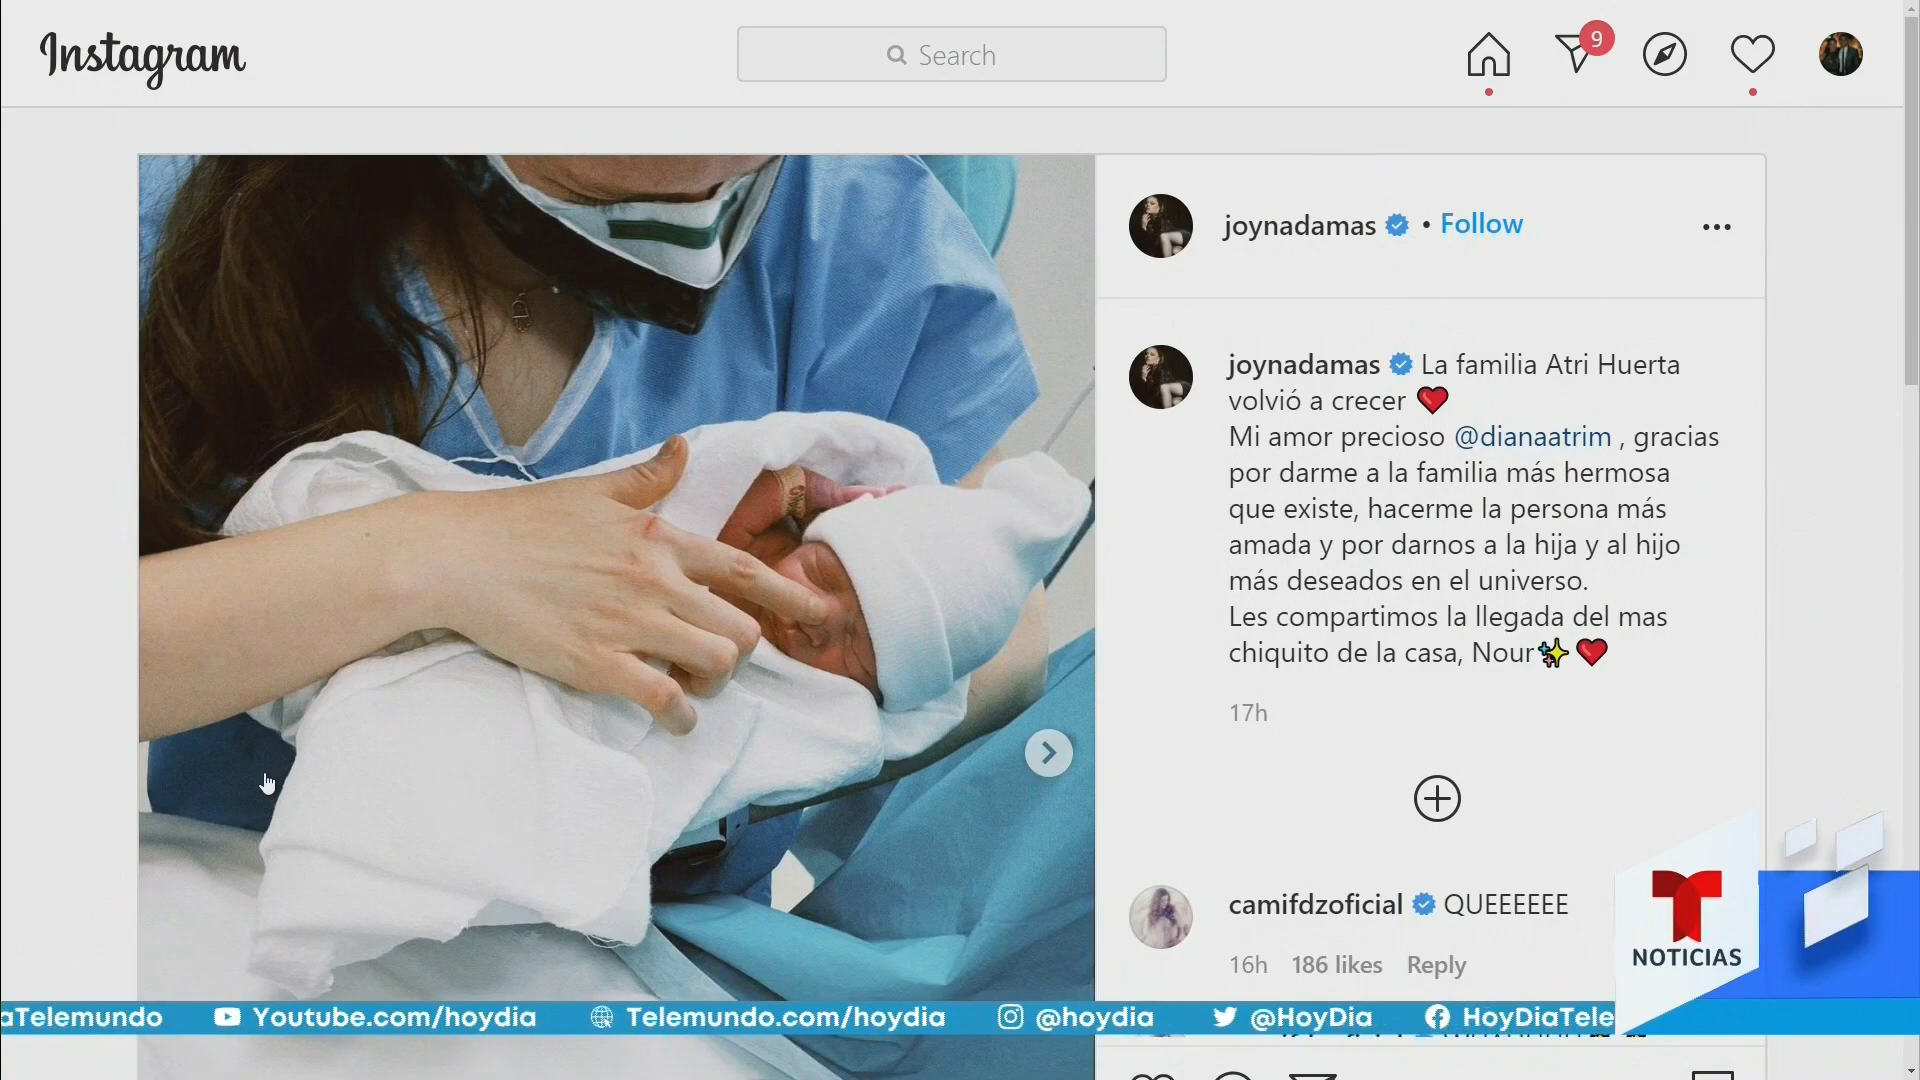 Instagram
Search
9
joynadamas • Follow
joynadamas La familia Atri Huerta
volvió a crecer
Mi amor precioso @dianaatrim , gracias
por darme a la familia más hermosa
que existe, hacerme la persona más
amada y por darnos a la hija y al hijo
más deseados en el universo.
Les compartimos la llegada del mas
chiquito de la casa, Nour
17h
camifdzoficial QUEEEEEE
16h 186 likes Reply
NOTICIAS
aTelemundo Youtube.com/hoydia Telemundo.com/hoydia @hoydia @HoyDia HoyDiaTele